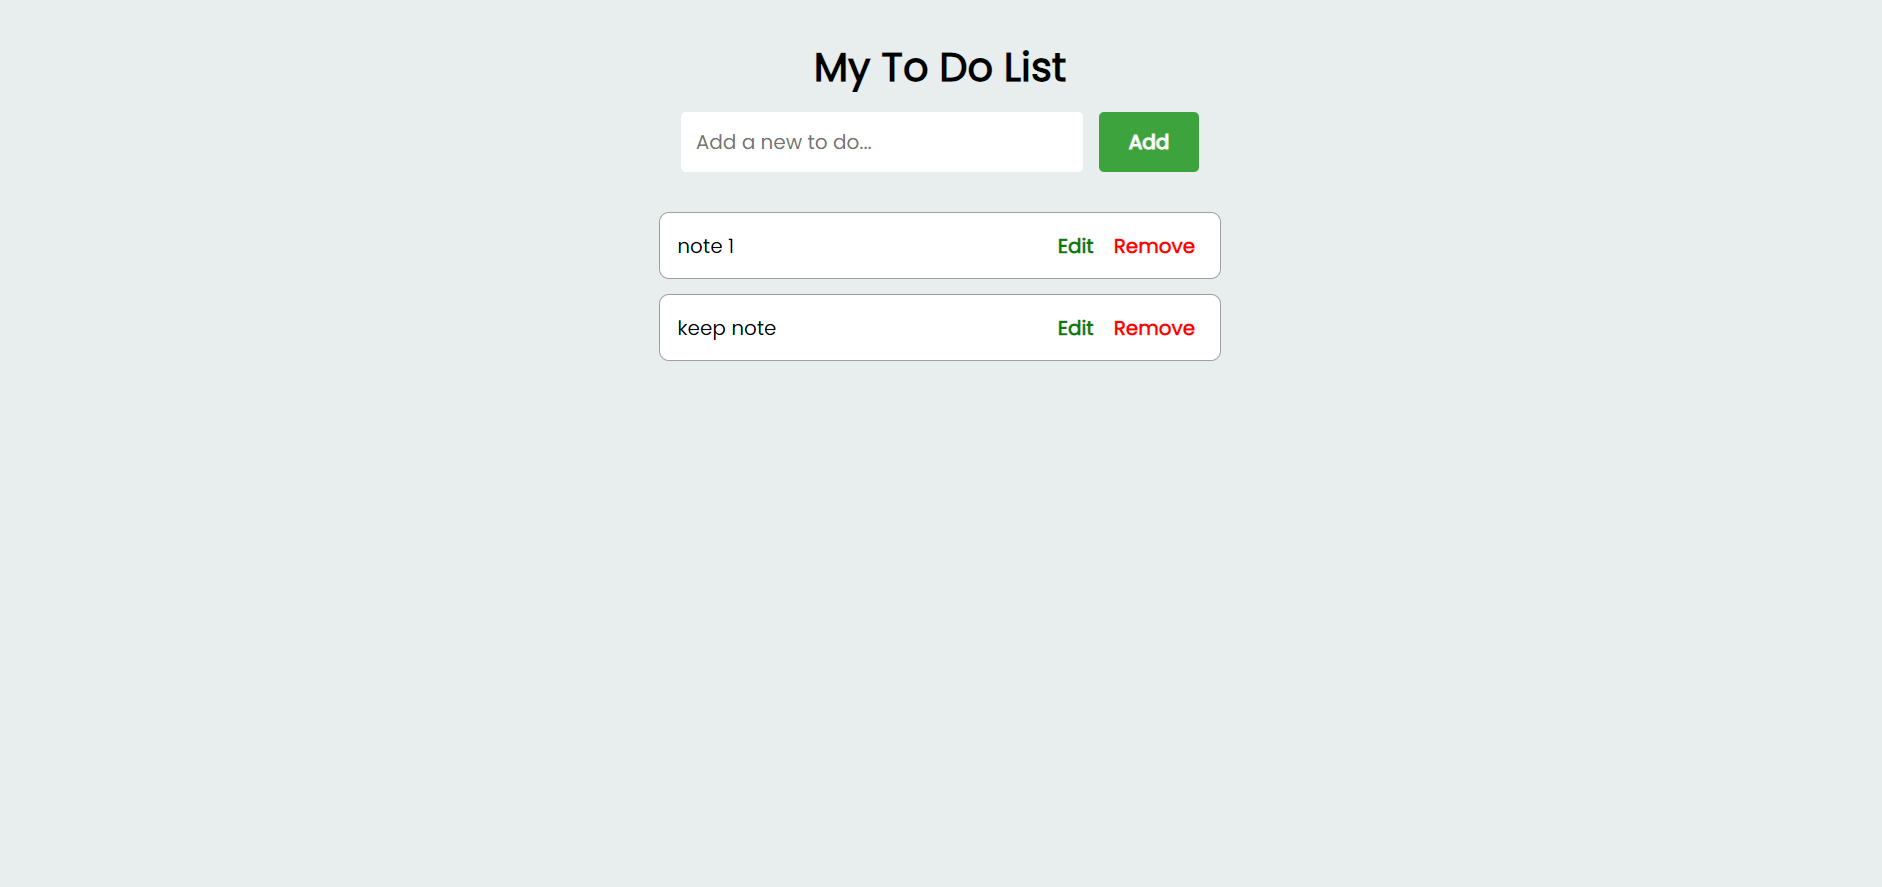 My To Do List
Add a new to do...
Add
note 1
Edit
Remove
keep note
Edit
Remove